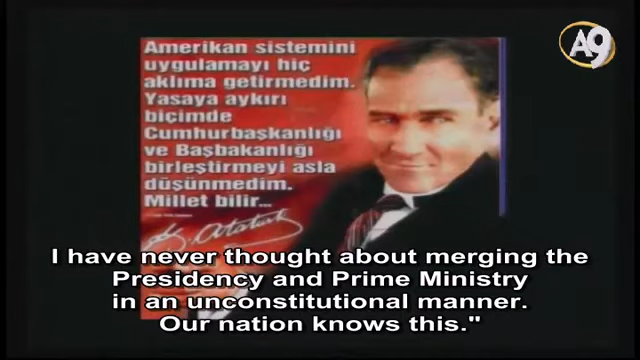 A9
Amerikan sistemini
uygulamayı hiç
aklıma getirmedim.
Yasaya aykırı
biçimde
Cumhurbaşkanlığı
ve Başbakanlığı
birleştirmeyi asla
düşünmedim.
Millet bilir...
K. Atatürk
I have never thought about merging the
Presidency and Prime Ministry
in an unconstitutional manner.
Our nation knows this."